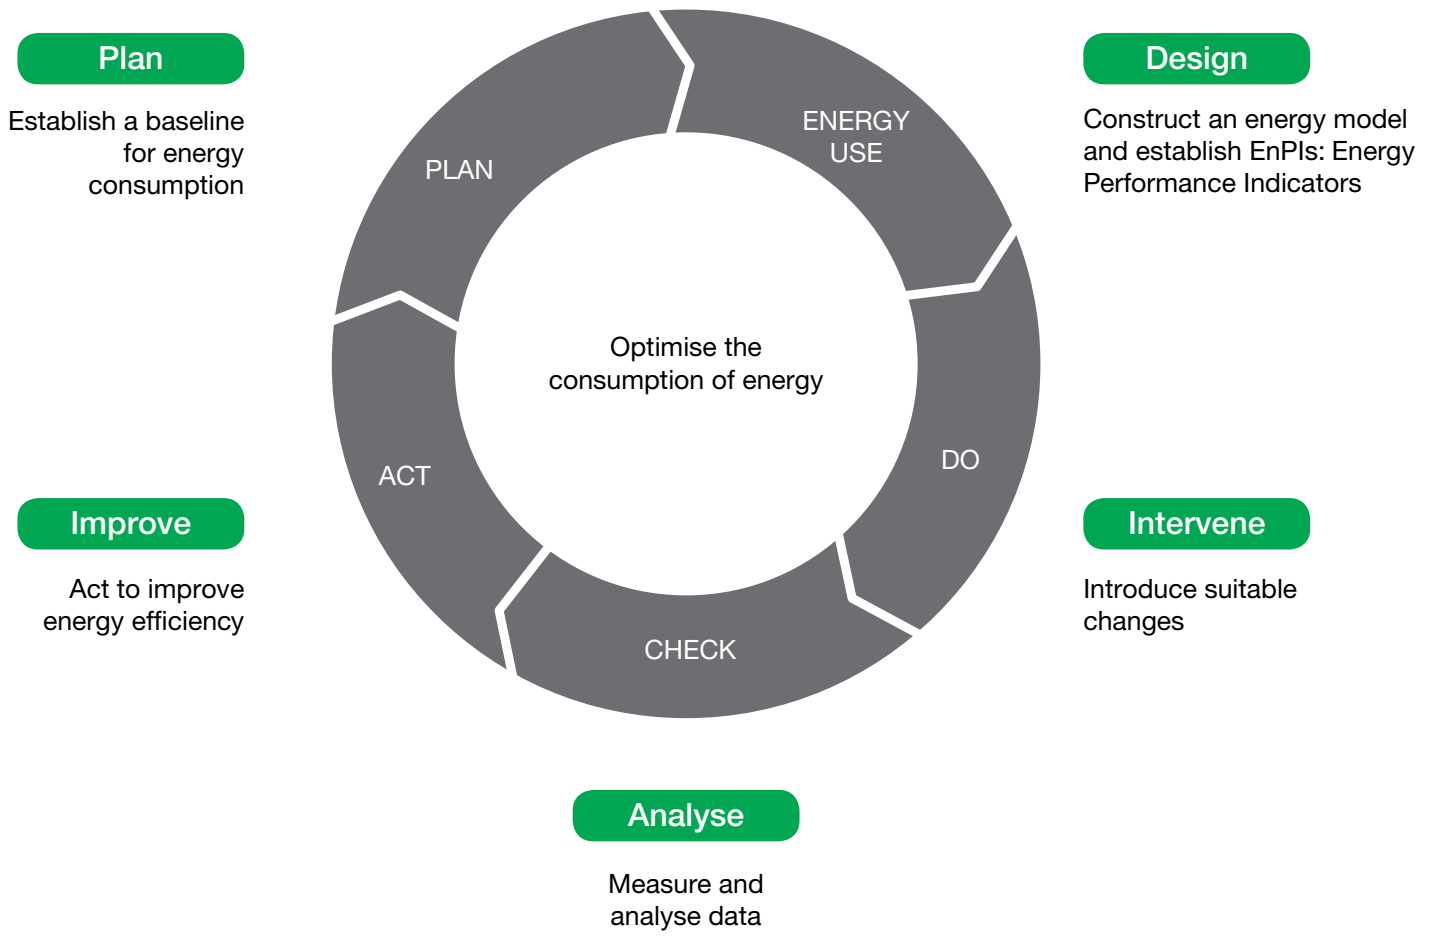 Plan
Establish a baseline
for energy
consumption
Design
Construct an energy model
and establish EnPIs: Energy
Performance Indicators
PLAN
ENERGY
USE
Optimise the
consumption of energy
ACT
DO
CHECK
Improve
Act to improve
energy efficiency
Intervene
Introduce suitable
changes
Analyse
Measure and
analyse data